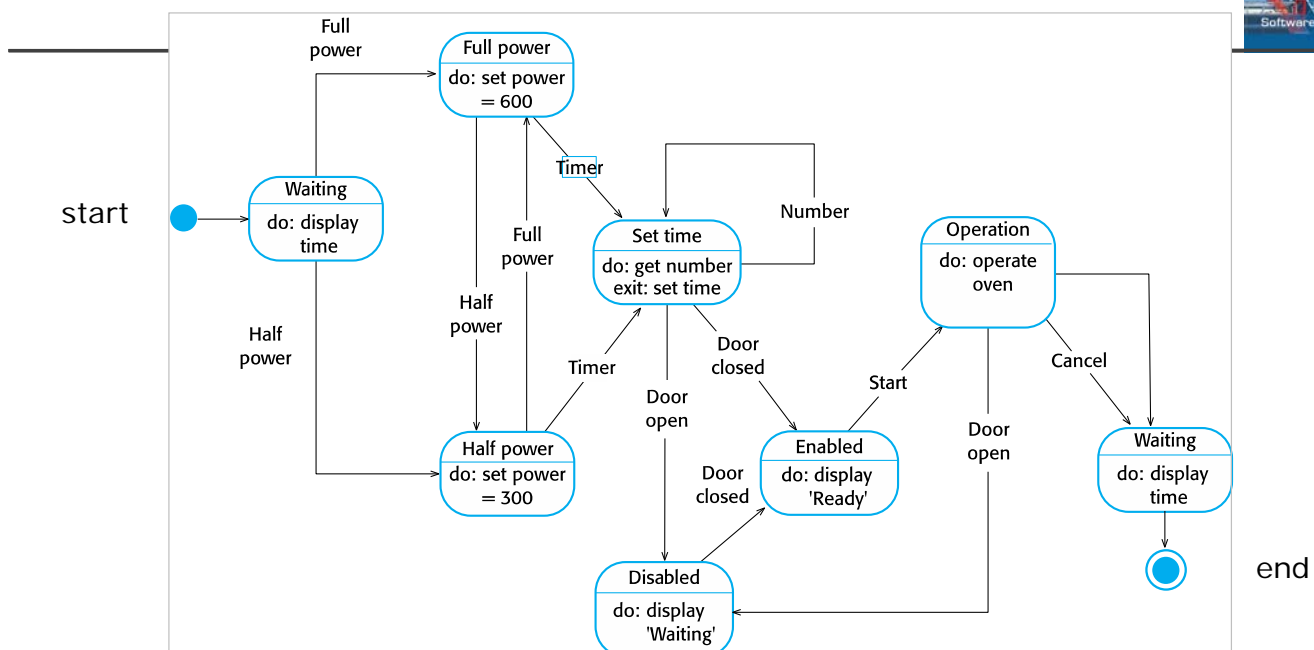 Software
start
Full
power
Full power
do: set power
= 600
Timer
Waiting
do: display
time
Number
Full
power
Set time
do: get number
exit: set time
Operation
do: operate
oven
Half
power
Half
power
Timer
Door
closed
Door
open
Start
Cancel
Door
open
Half power
do: set power
= 300
Door
closed
Enabled
do: display
'Ready'
Waiting
do: display
time
Disabled
do: display
'Waiting'
end